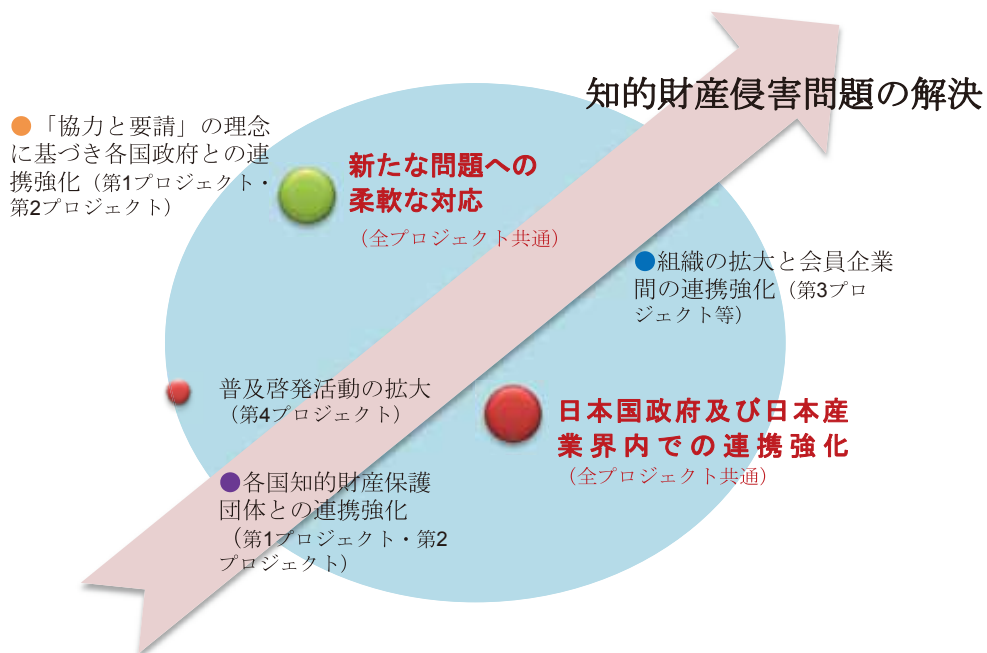 知的財産侵害問題の解決
●「協力と要請」の理念
に基づき各国政府との連
携強化（第1プロジェクト・
第2プロジェクト）
新たな問題への
柔軟な対応
（全プロジェクト共通）
●組織の拡大と会員企業
間の連携強化（第3プロ
ジェクト等）
普及啓発活動の拡大
（第4プロジェクト）
日本国政府及び日本産
業界内での連携強化
（全プロジェクト共通）
●各国知的財産保護
団体との連携強化
（第1プロジェクト・第2
プロジェクト）